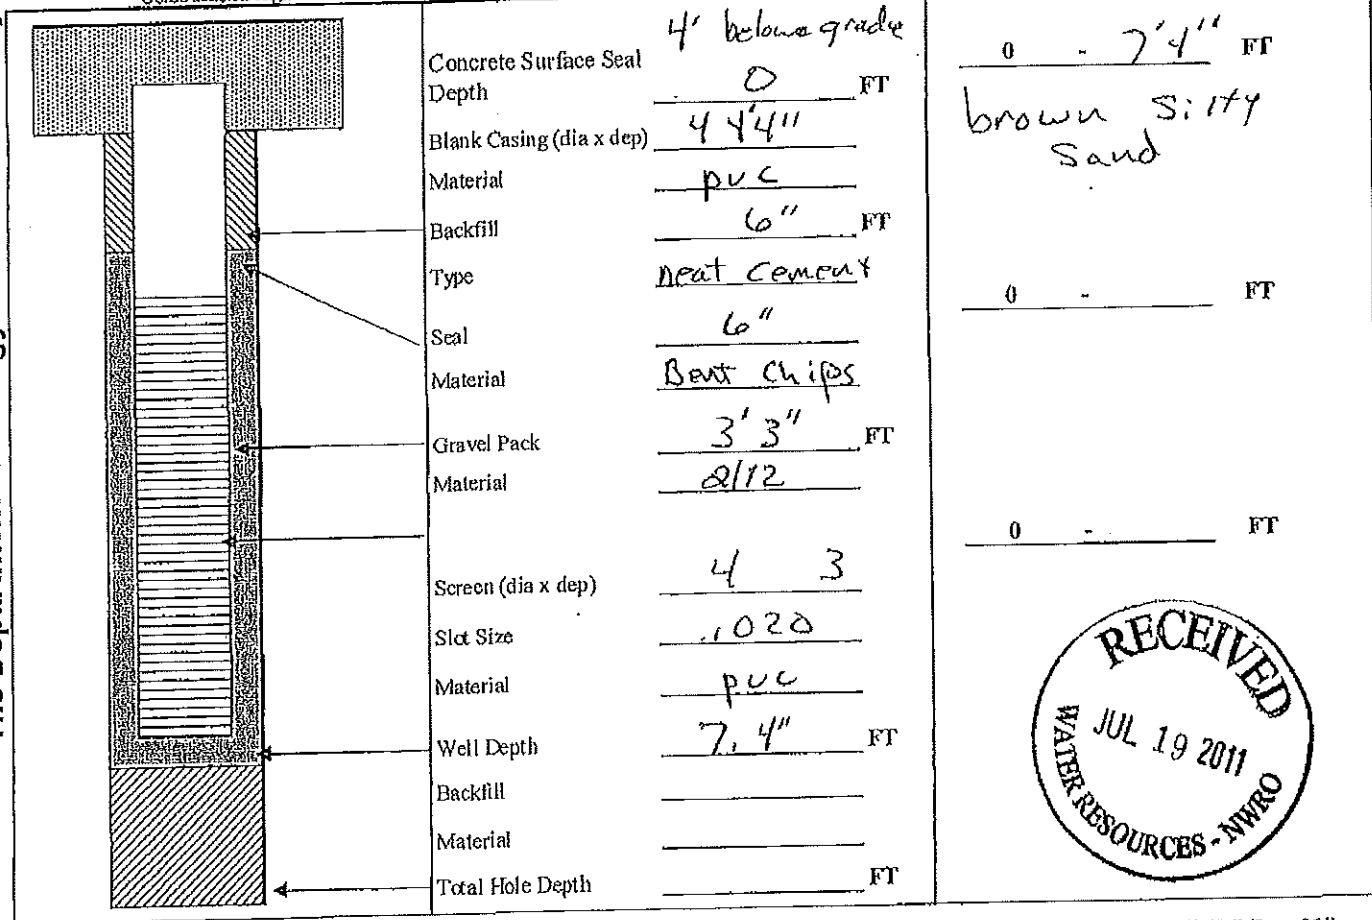 4' below grade
Concrete Surface Seal
Depth 0 FT
Blank Casing (dia x dep) 4 4'4"
Material pvc
Backfill 6" FT
Type neat cement
Seal 6"
Material Bent Chips
Gravel Pack 3' 3" FT
Material 2/12
Screen (dia x dep) 4 3
Slot Size .020
Material pvc
Well Depth 7, 4" FT
Backfill
Material
Total Hole Depth FT
0 - 7'4" FT
brown silty
Sand
0 - FT
0 - FT
RECEIVED
JUL 19 2011
WATER RESOURCES - NWRO